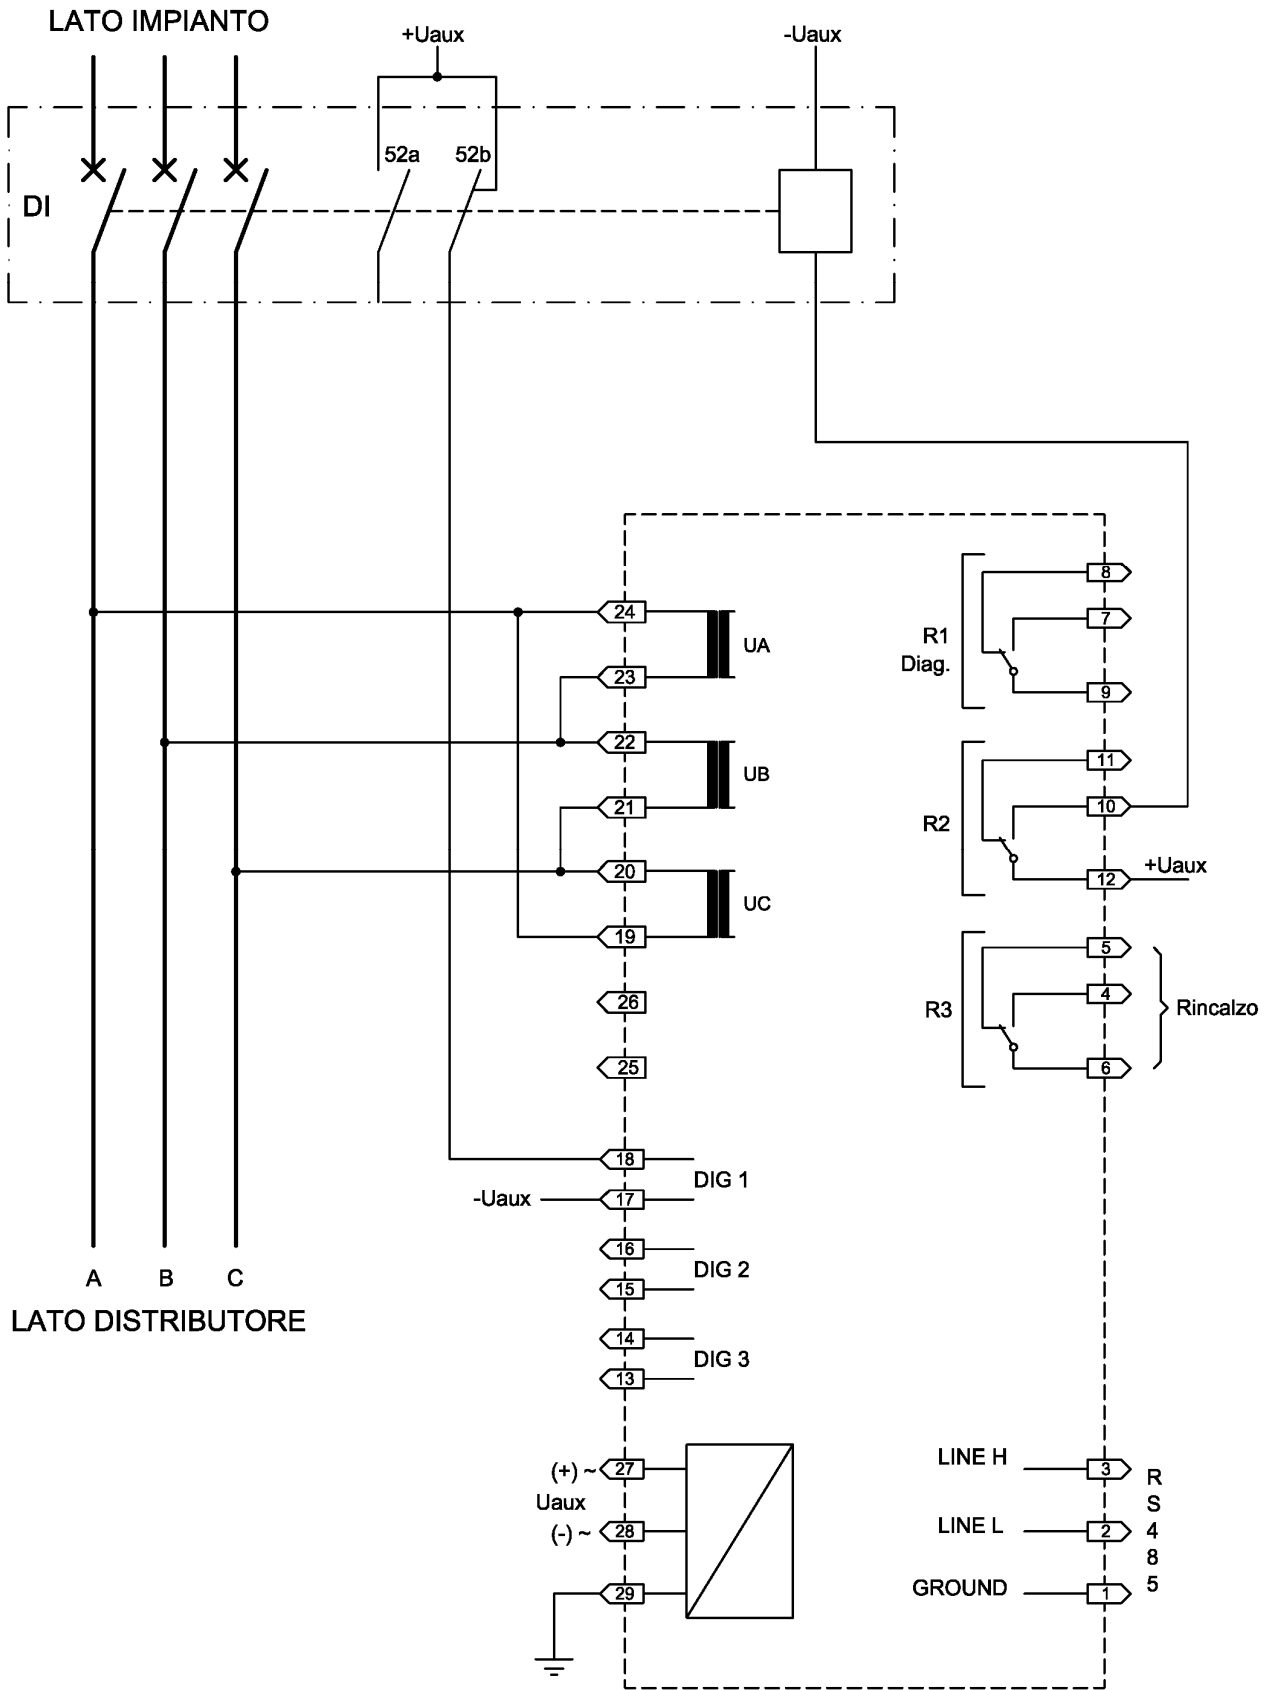 LATO IMPIANTO
+Uaux
-Uaux
52a
52b
DI
24
23
22
21
20
19
26
25
18
17
16
15
14
13
27
28
29
UA
UB
UC
R1
Diag.
R2
R3
8
7
9
11
10
12
+Uaux
5
4
6
Rincalzo
DIG 1
-Uaux
DIG 2
DIG 3
A B C
LATO DISTRIBUTORE
(+) ~
Uaux
(-) ~
LINE H
LINE L
GROUND
3
2
1
R
S
4
8
5